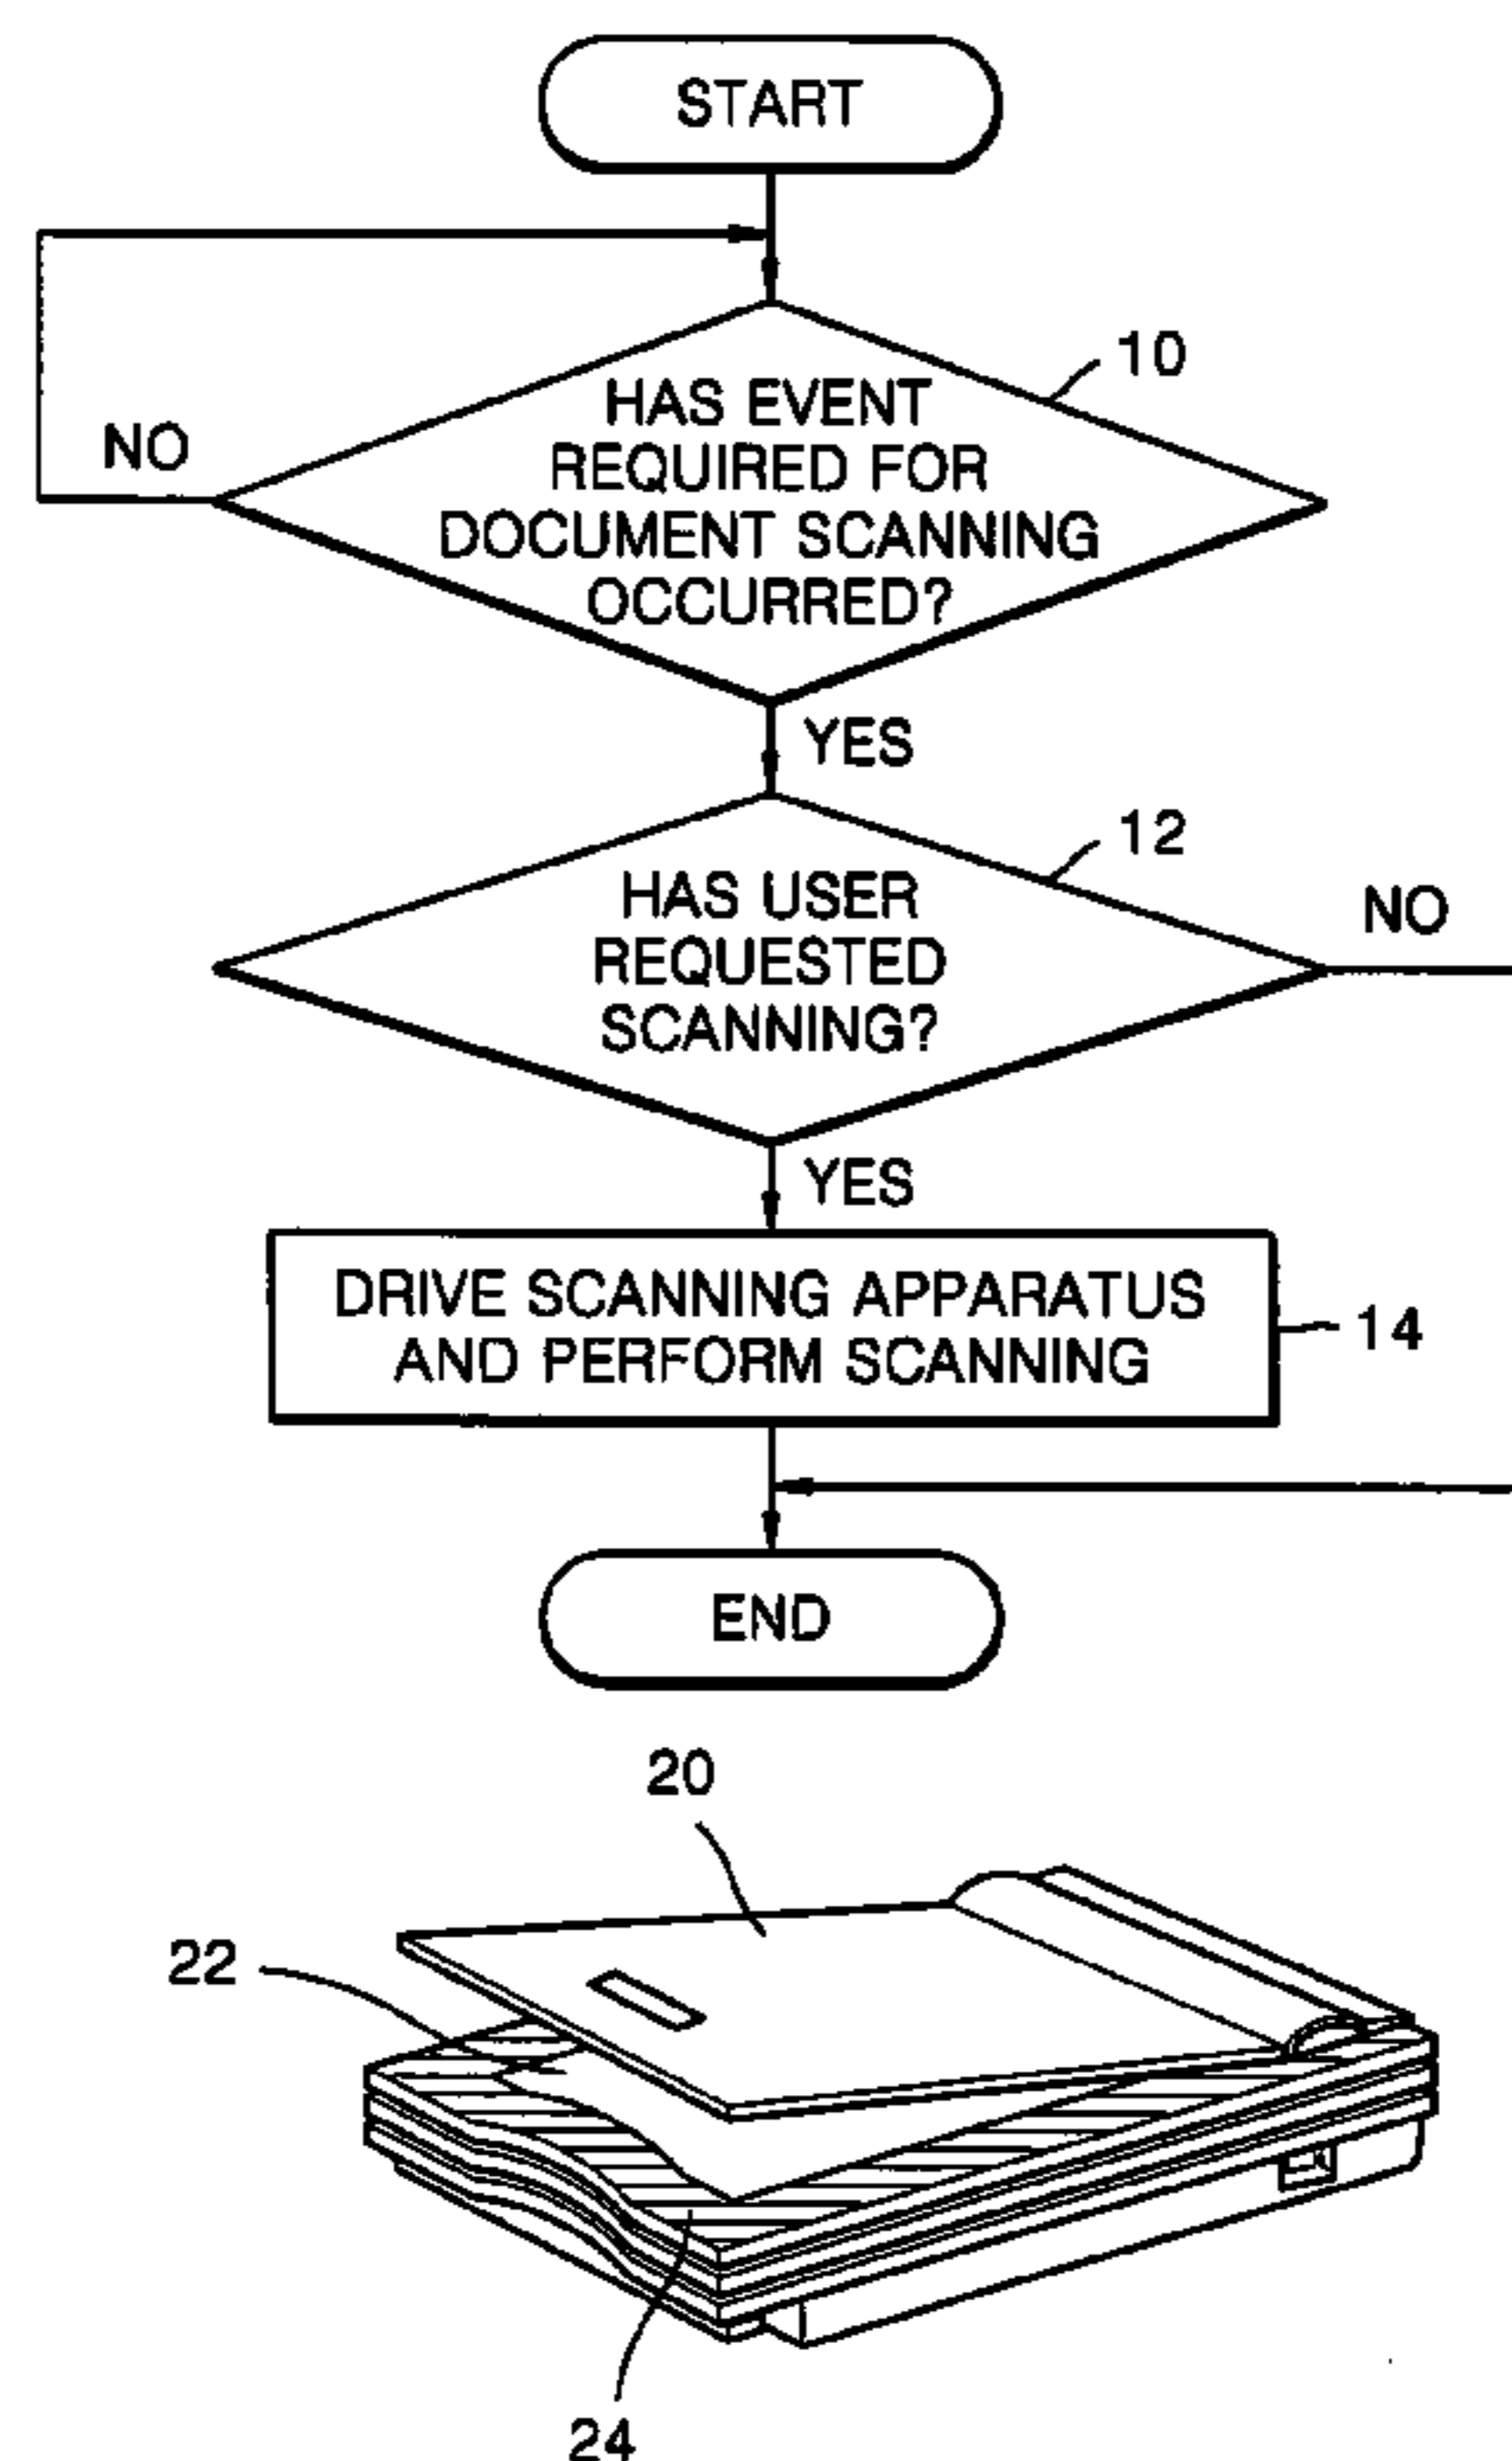 START
10
HAS EVENT
REQUIRED FOR
DOCUMENT SCANNING
OCCURRED?
NO
YES
12
HAS USER
REQUESTED
SCANNING?
NO
YES
DRIVE SCANNING APPARATUS
AND PERFORM SCANNING
14
END
20
22
24